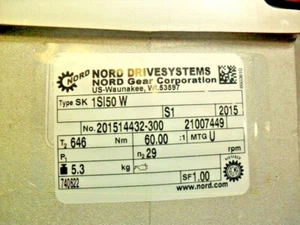 NORD
NORD DRIVESYSTEMS
NORD Gear Corporation
US-Waunakee, WI.53597
Type SK 1SI50 W
S1 2015
No. 201514432-300 21007449
T2 646 Nm i 60.00 :1 MTG U
P1 n2 29 rpm
5.3 kg
740622 SF 1.00
www.nord.com